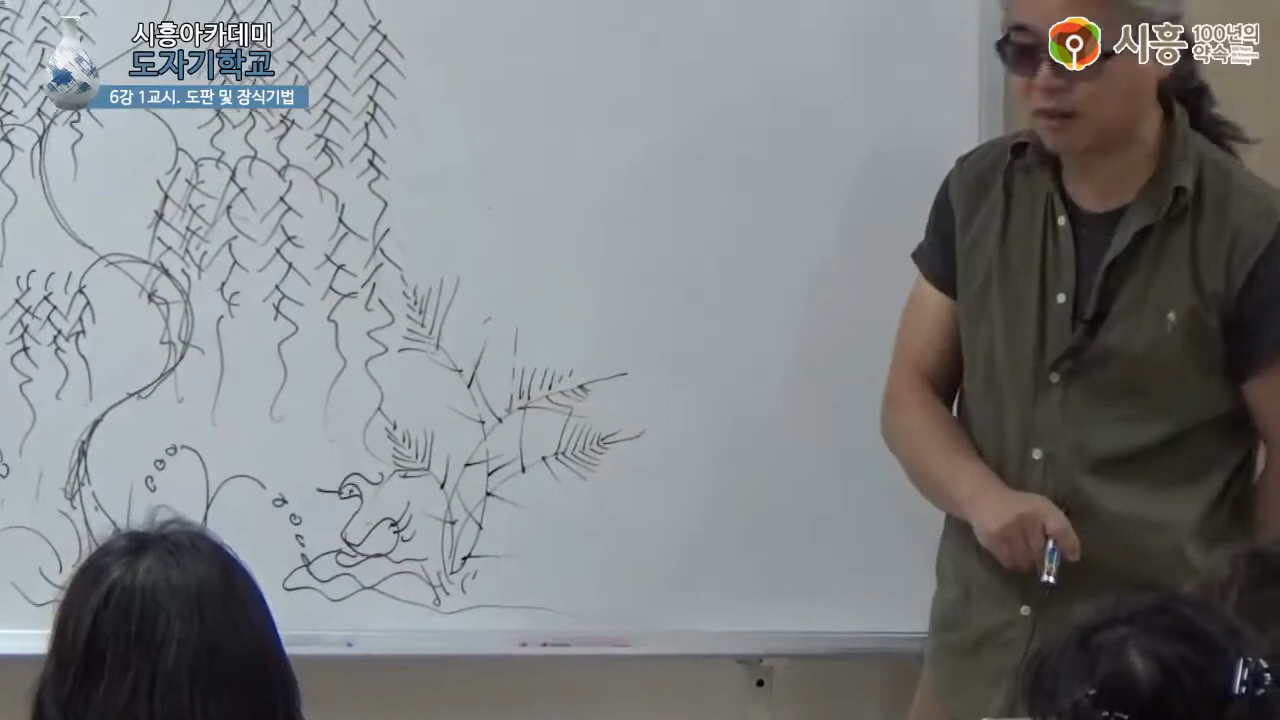 시흥아카데미
도자기학교
6강 1교시. 도판 및 장식기법
시흥 100년의
약속